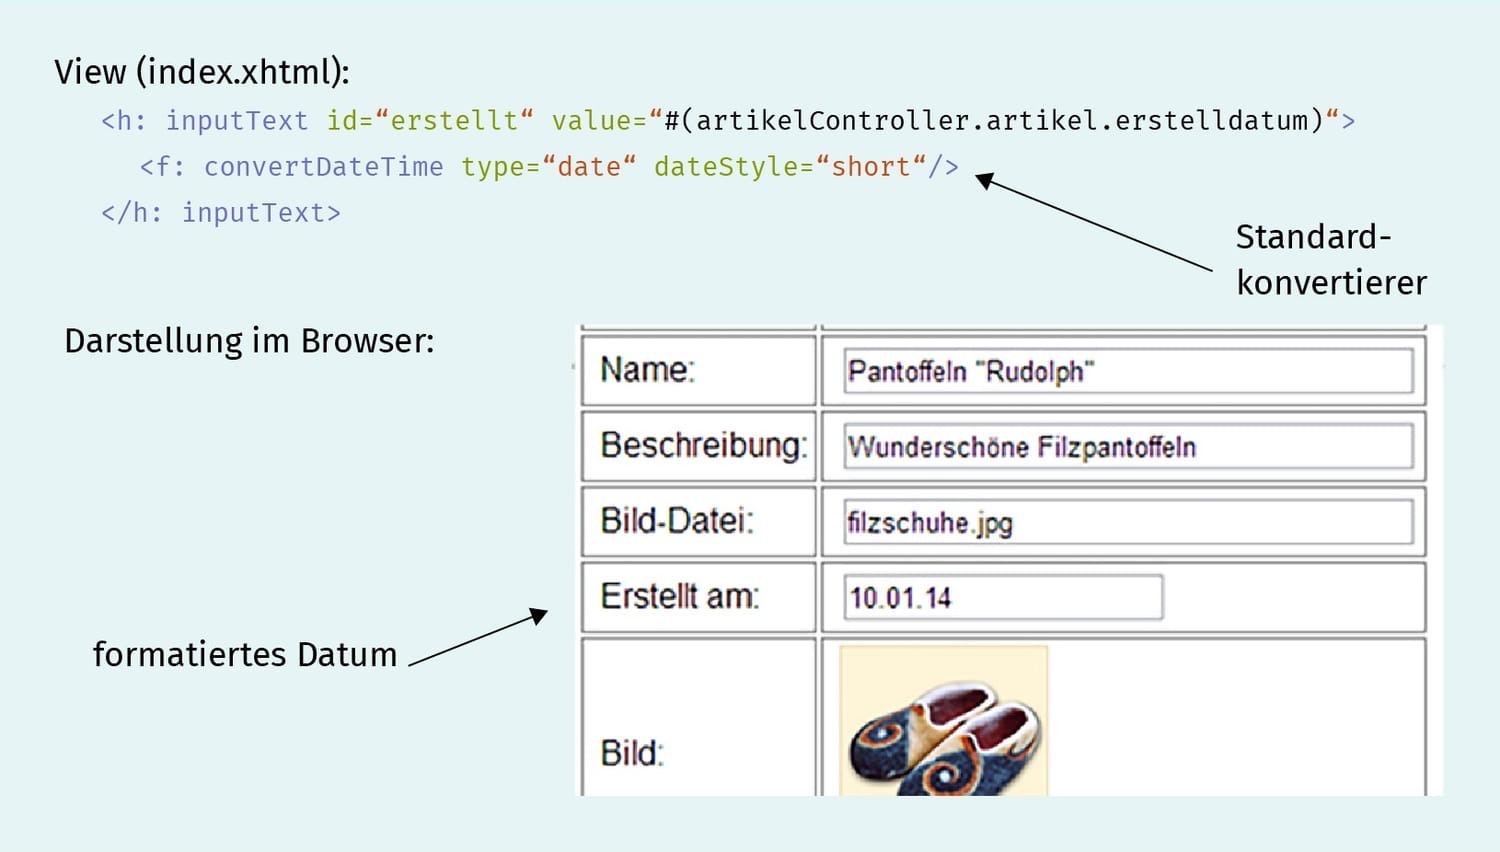 View (index.xhtml):
<h: inputText id=“erstellt“ value=“#(artikelController.artikel.erstelldatum)“>
<f: convertDateTime type=“date“ dateStyle=“short“/>
</h: inputText>
Standard-
konvertierer
Darstellung im Browser:
Name: Pantoffeln "Rudolph"
Beschreibung: Wunderschöne Filzpantoffeln
Bild-Datei: filzschuhe.jpg
Erstellt am: 10.01.14
formatiertes Datum
Bild: